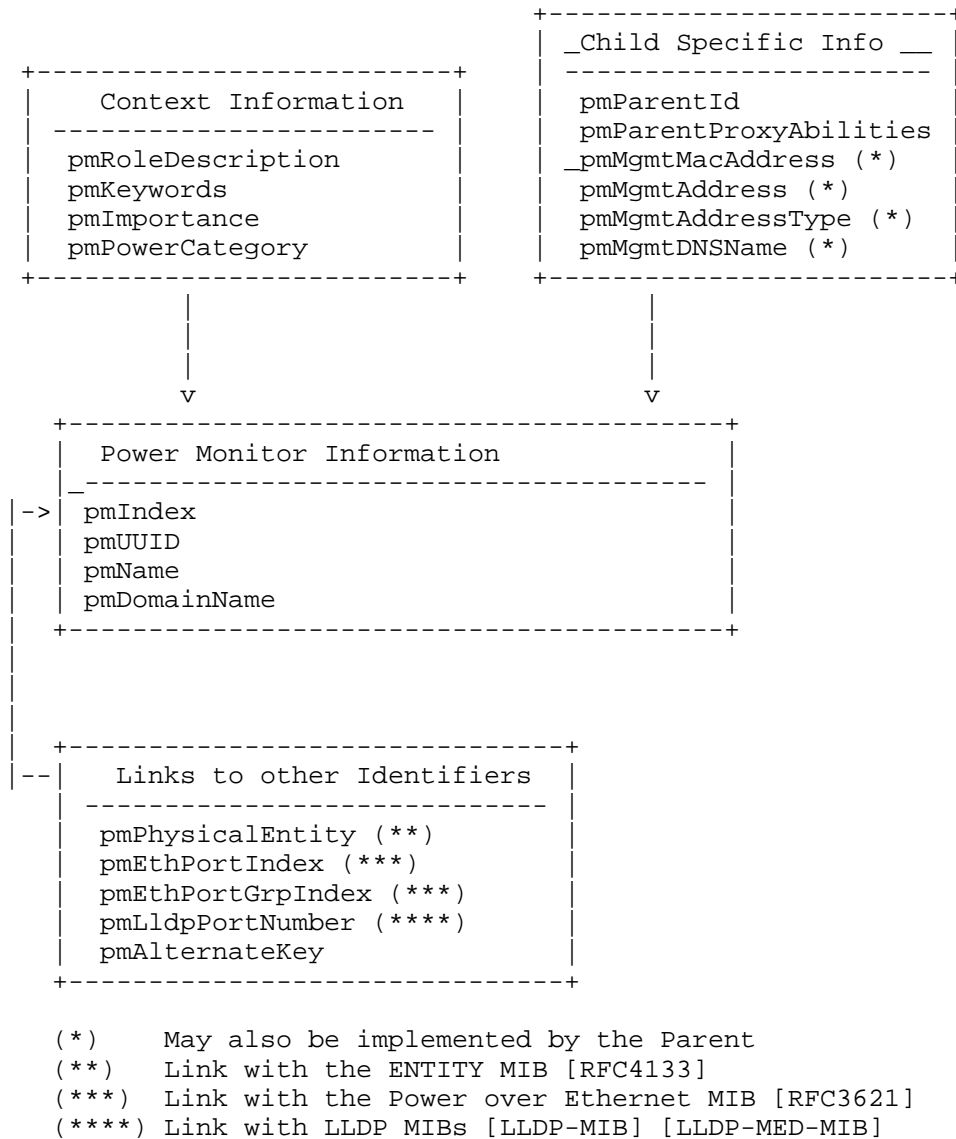 _Child Specific Info __
Context Information
pmParentId
pmParentProxyAbilities
pmRoleDescription
_pmMgmtMacAddress (*)
pmKeywords
pmMgmtAddress (*)
pmImportance
pmMgmtAddressType (*)
pmPowerCategory
pmMgmtDNSName (*)
v
v
Power Monitor Information
pmIndex
pmUUID
pmName
pmDomainName
Links to other Identifiers
pmPhysicalEntity (**)
pmEthPortIndex (***)
pmEthPortGrpIndex (***)
pmLldpPortNumber (****)
pmAlternateKey
(*) May also be implemented by the Parent
(**) Link with the ENTITY MIB [RFC4133]
(***) Link with the Power over Ethernet MIB [RFC3621]
(****) Link with LLDP MIBs [LLDP-MIB] [LLDP-MED-MIB]